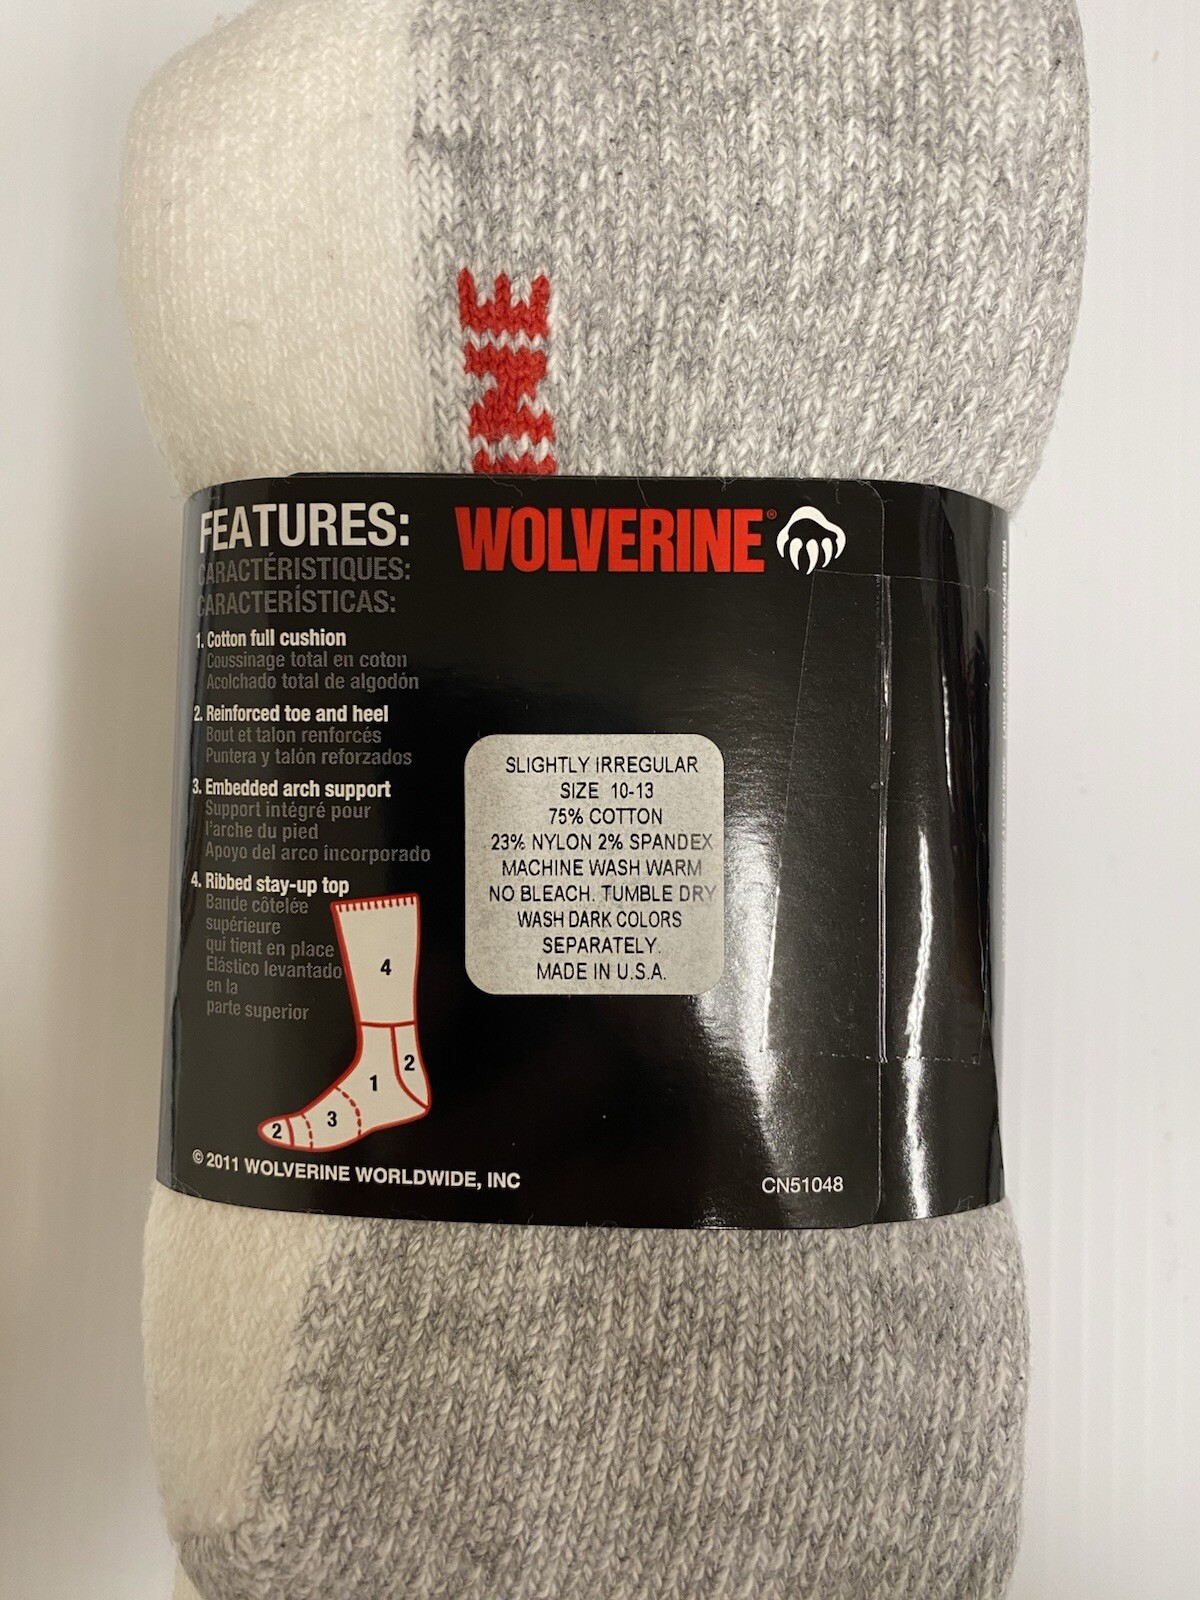 INE
FEATURES:
CARACTÉRISTIQUES:
CARACTERÍSTICAS:
1. Cotton full cushion
Coussinage total en coton
Acolchado total de algodón
2. Reinforced toe and heel
Bout et talon renforcés
Puntera y talón reforzados
3. Embedded arch support
Support intégré pour
l'arche du pied
Apoyo del arco incorporado
4. Ribbed stay-up top
Bande côtelée
supérieure
qui tient en place
Elástico levantado
en la
parte superior
4
2
1
3
2
© 2011 WOLVERINE WORLDWIDE, INC
WOLVERINE®
SLIGHTLY IRREGULAR
SIZE 10-13
75% COTTON
23% NYLON 2% SPANDEX
MACHINE WASH WARM
NO BLEACH. TUMBLE DRY
WASH DARK COLORS
SEPARATELY.
MADE IN U.S.A.
CN51048